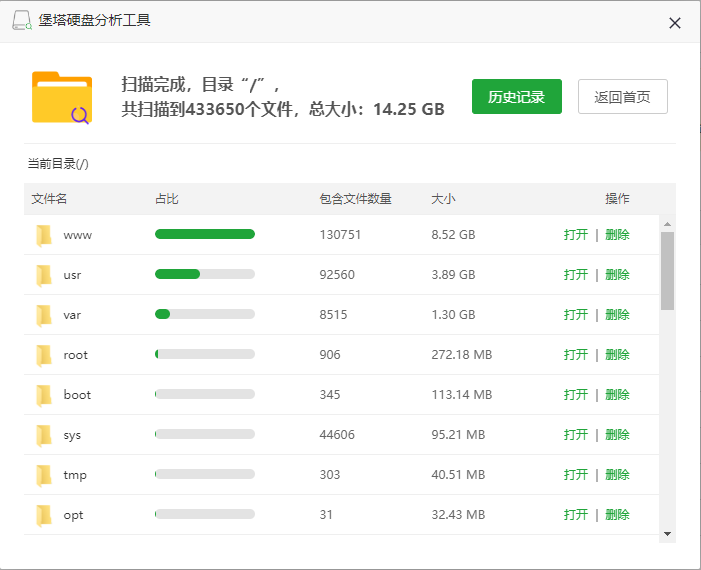 堡塔硬盘分析工具
扫描完成，目录“/”，
共扫描到433650个文件，总大小：14.25 GB
历史记录
返回首页
当前目录(/)
文件名 占比 包含文件数量 大小 操作
www 130751 8.52 GB 打开 | 删除
usr 92560 3.89 GB 打开 | 删除
var 8515 1.30 GB 打开 | 删除
root 906 272.18 MB 打开 | 删除
boot 345 113.14 MB 打开 | 删除
sys 44606 95.21 MB 打开 | 删除
tmp 303 40.51 MB 打开 | 删除
opt 31 32.43 MB 打开 | 删除